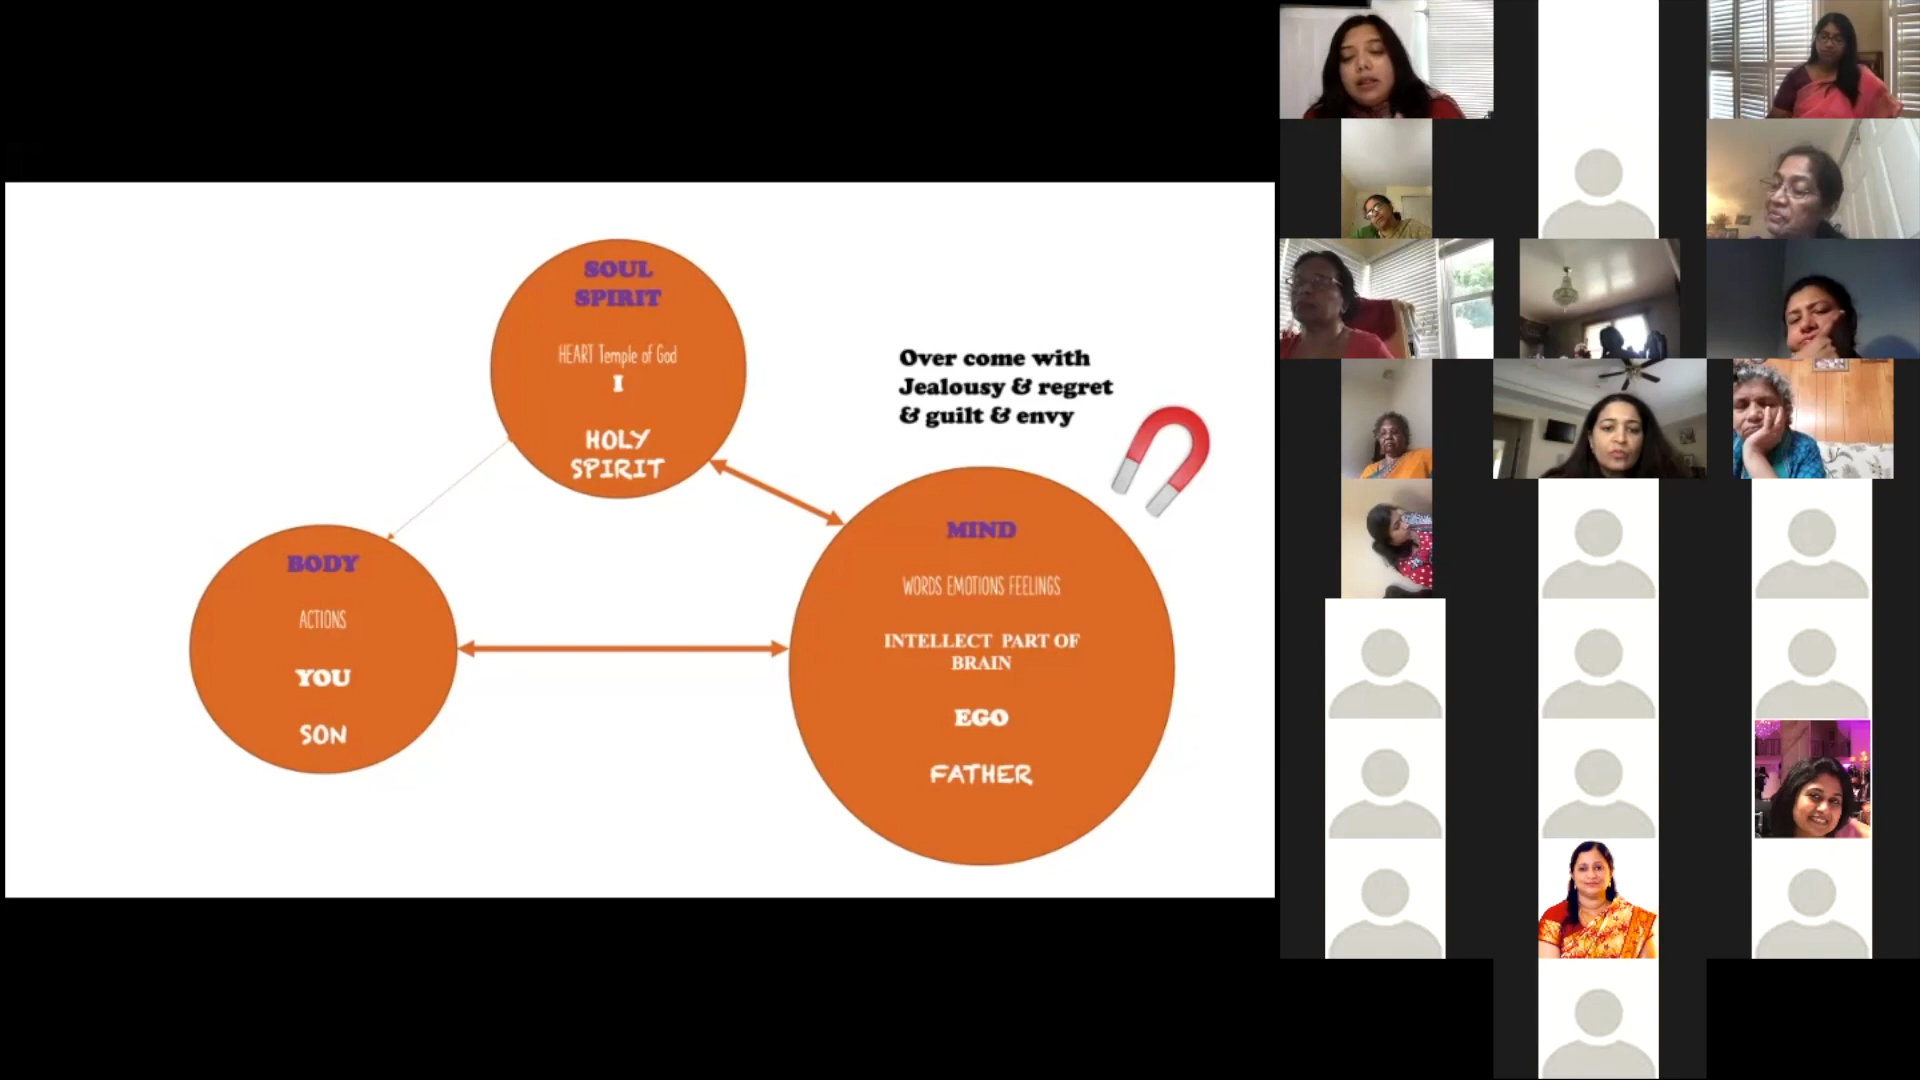 SOUL
SPIRIT
HEART Temple of God
I
HOLY
SPIRIT
Over come with
Jealousy & regret
& guilt & envy
BODY
ACTIONS
YOU
SON
MIND
WORDS EMOTIONS FEELINGS
INTELLECT PART OF
BRAIN
EGO
FATHER